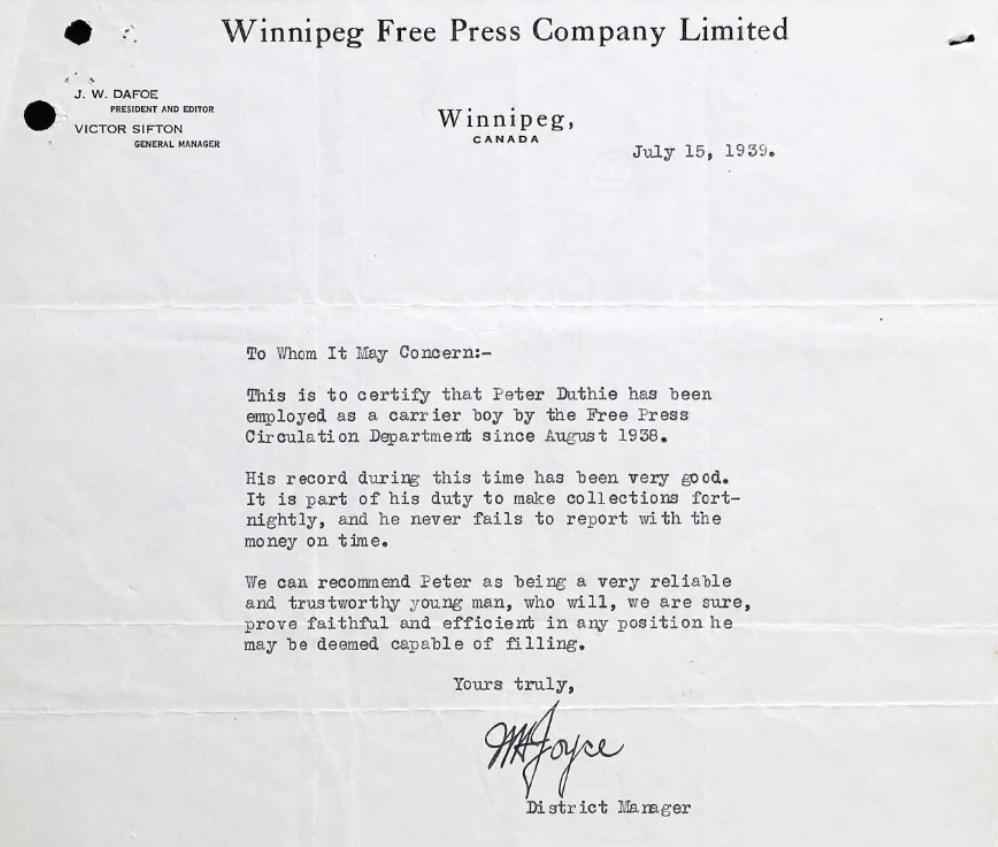 Winnipeg Free Press Company Limited
J. W. DAFOE
PRESIDENT AND EDITOR
VICTOR SIFTON
GENERAL MANAGER
Winnipeg,
CANADA
July 15, 1939.
To Whom It May Concern:-
This is to certify that Peter Duthie has been
employed as a carrier boy by the Free Press
Circulation Department since August 1938.
His record during this time has been very good.
It is part of his duty to make collections fort-
nightly, and he never fails to report with the
money on time.
We can recommend Peter as being a very reliable
and trustworthy young man, who will, we are sure,
prove faithful and efficient in any position he
may be deemed capable of filling.
Yours truly,
Joyce
District Manager